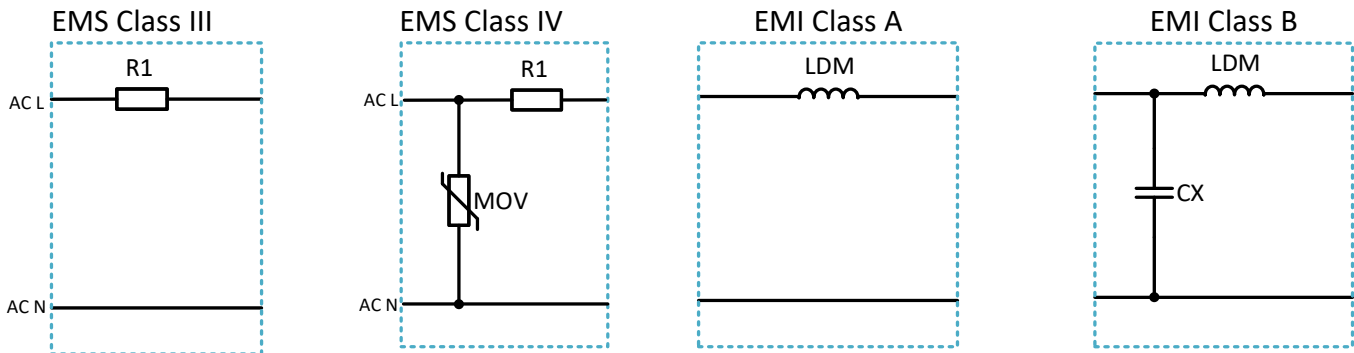 EMS Class III
EMS Class IV
EMI Class A
EMI Class B
R1
R1
LDM
LDM
AC L
AC L
MOV
CX
AC N
AC N